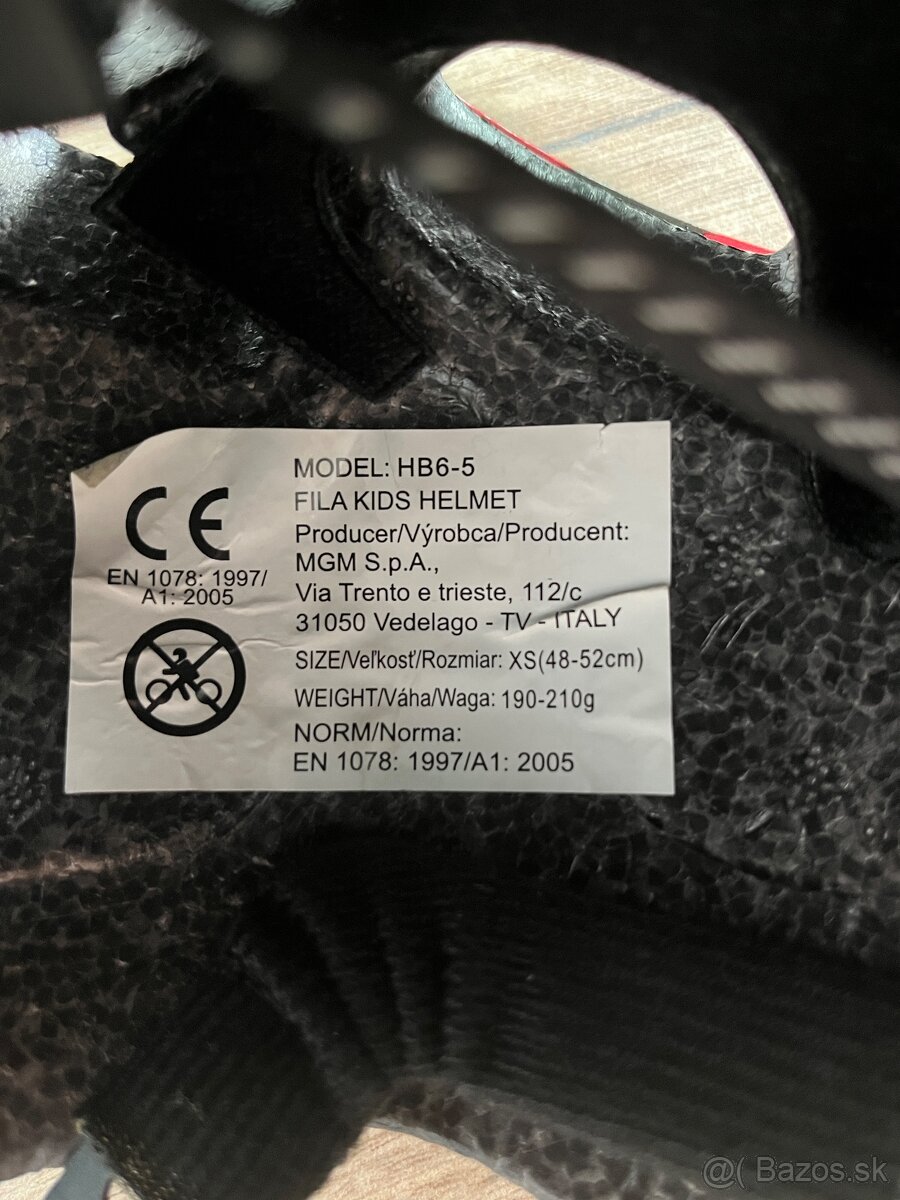 MODEL: HB6-5
FILA KIDS HELMET
Producer/Výrobca/Producent:
MGM S.p.A.,
Via Trento e trieste, 112/c
31050 Vedelago - TV - ITALY
SIZE/Veľkosť/Rozmiar: XS(48-52cm)
WEIGHT/Váha/Waga: 190-210g
NORM/Norma:
EN 1078: 1997/A1: 2005
CE
EN 1078: 1997/
A1: 2005
@( Bazos.sk